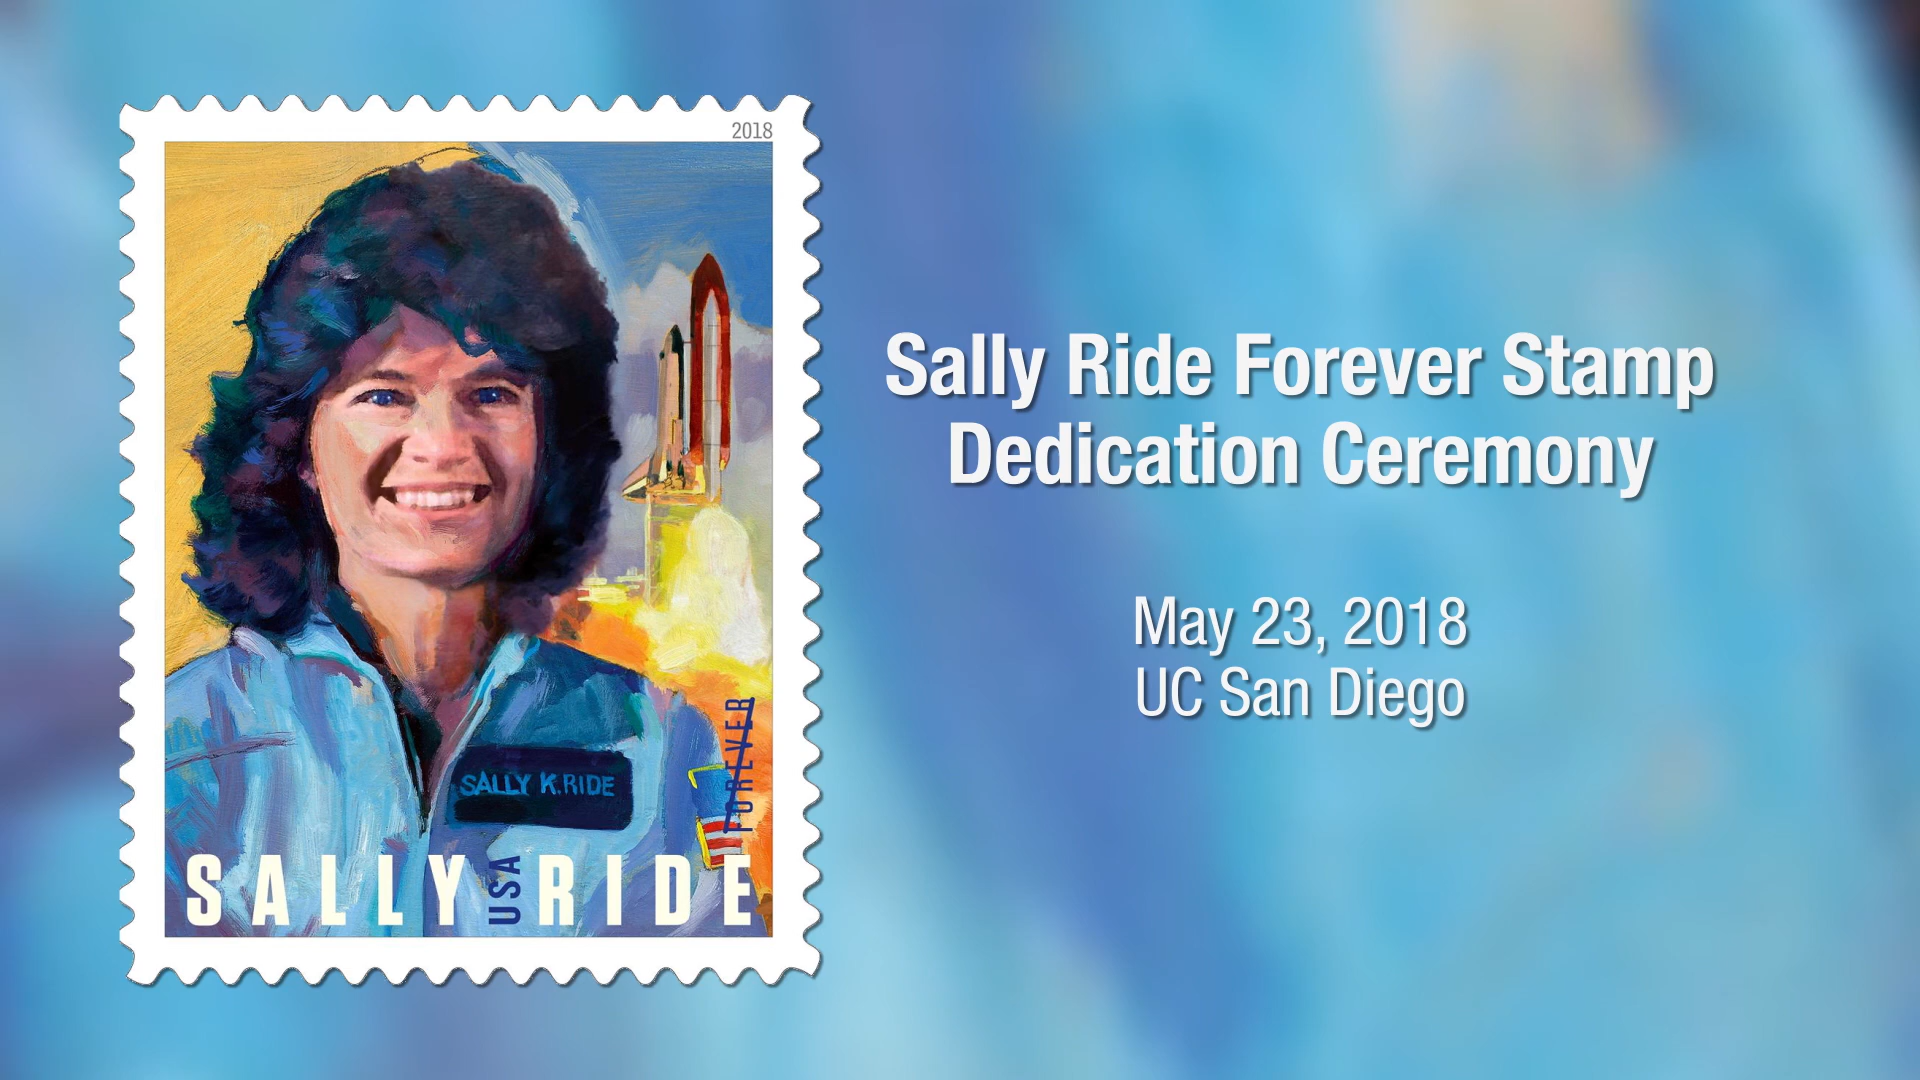 2018
SALLY K.RIDE
FOREVER
SALLY USA RIDE
Sally Ride Forever Stamp
Dedication Ceremony
May 23, 2018
UC San Diego